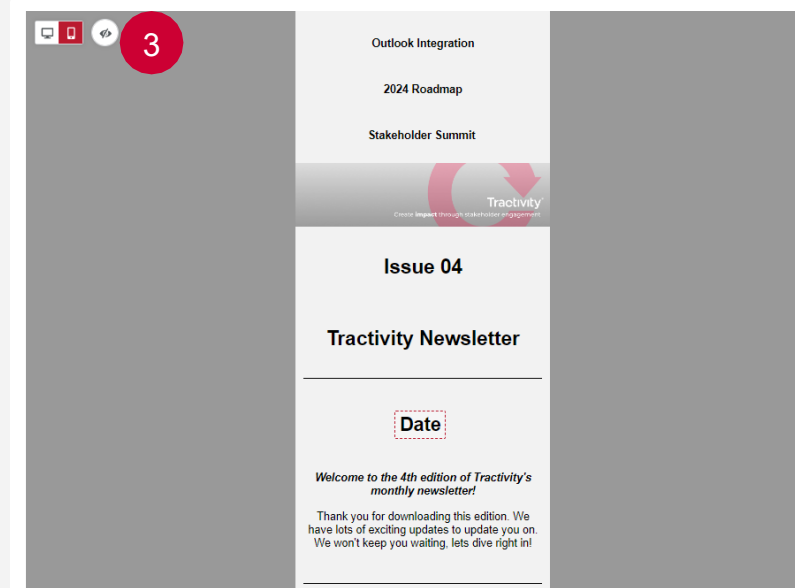 3
Outlook Integration
2024 Roadmap
Stakeholder Summit
Tractivity
Create impact through stakeholder engagement
Issue 04
Tractivity Newsletter
Date
Welcome to the 4th edition of Tractivity's
monthly newsletter!
Thank you for downloading this edition. We
have lots of exciting updates to update you on.
We won't keep you waiting, lets dive right in!